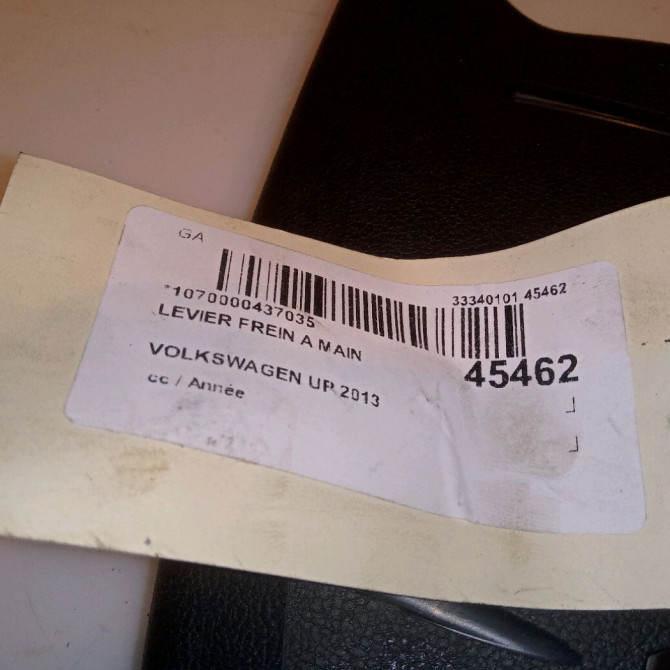 GA
33340101 45462
*1070000437035
LEVIER FREIN A MAIN
45462
VOLKSWAGEN UP 2013
cc / Année